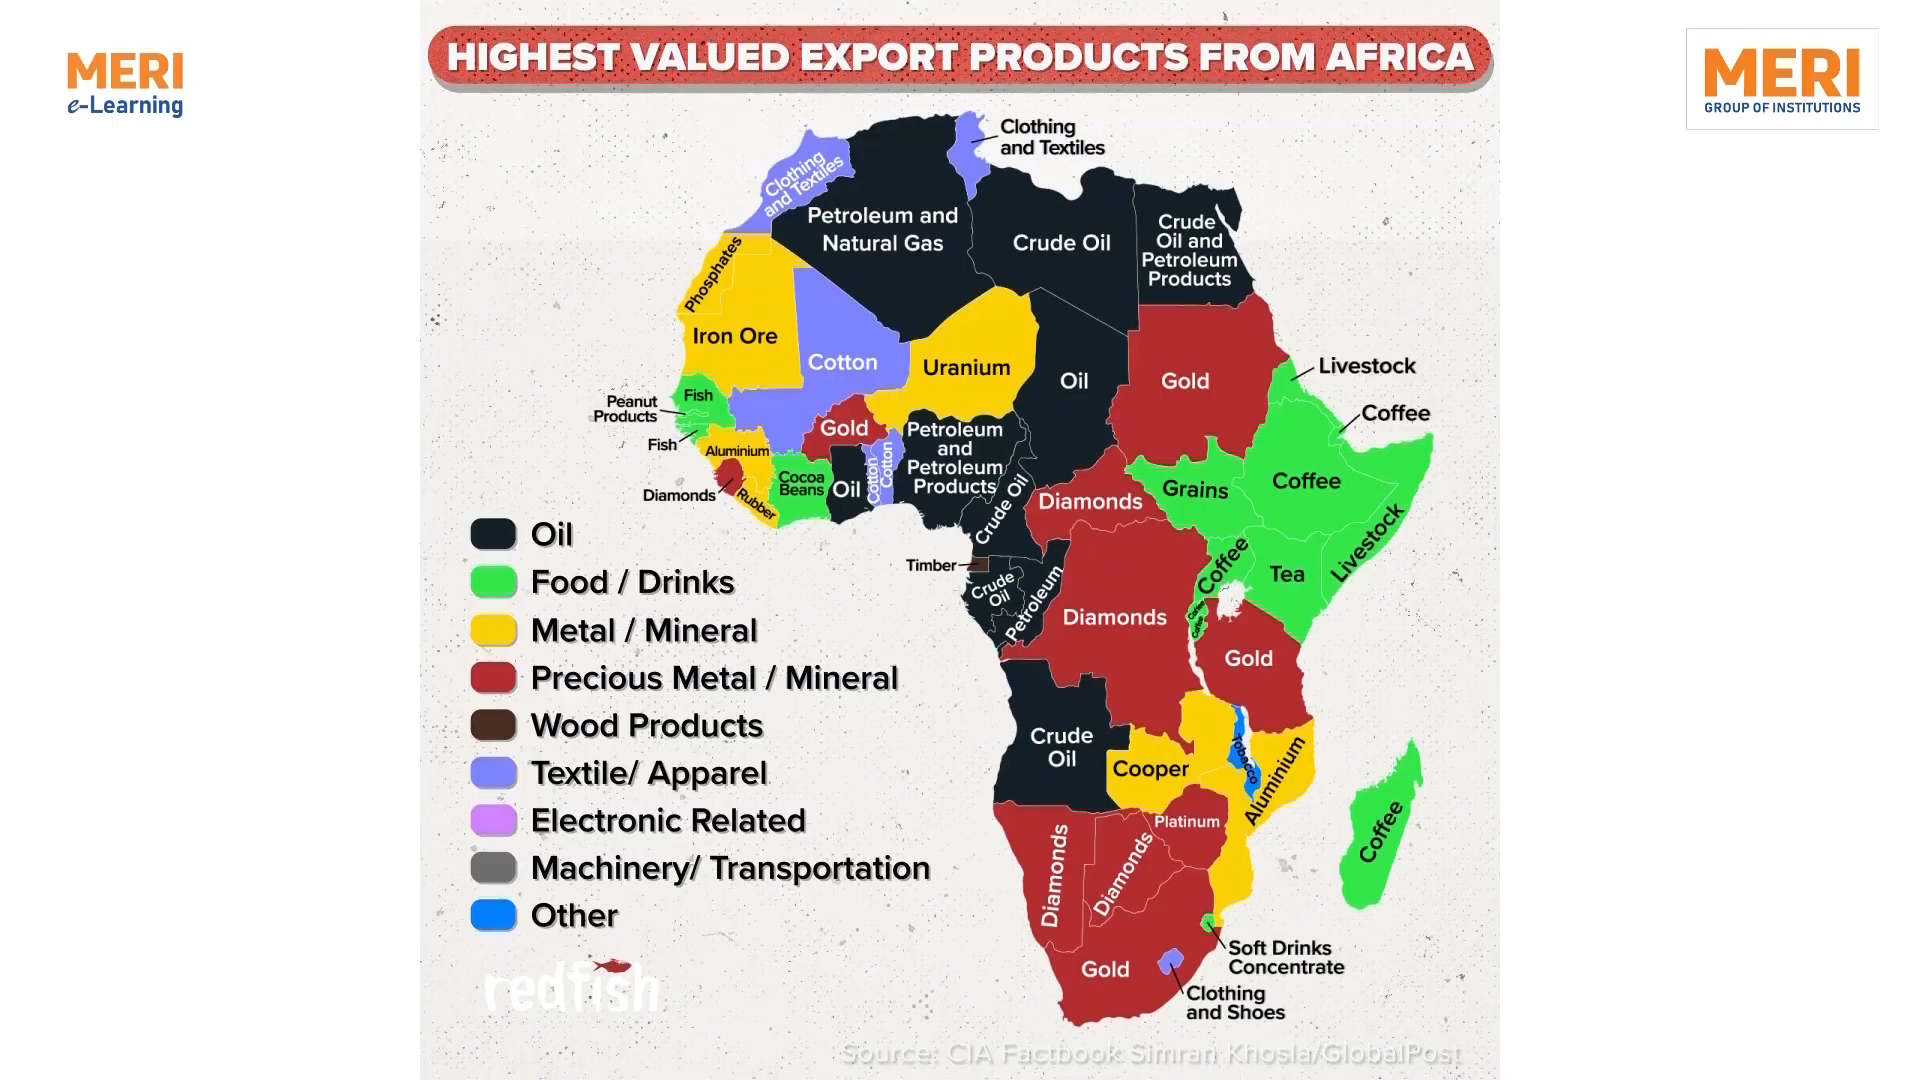 MERI
e-Learning
HIGHEST VALUED EXPORT PRODUCTS FROM AFRICA
MERI
GROUP OF INSTITUTIONS
Clothing
and Textiles
Clothing
and Textiles
Petroleum and
Natural Gas
Crude Oil
Crude
Oil and
Petroleum
Products
Phosphates
Iron Ore
Cotton
Uranium
Oil
Gold
Livestock
Coffee
Fish
Peanut
Products
Fish
Aluminium
Gold
Petroleum
and
Petroleum
Products
Cotton
Cotton
Cocoa
Beans
Oil
Diamonds
Rubber
Crude Oil
Diamonds
Grains
Coffee
Livestock
Timber
Crude
Oil
Petroleum
Diamonds
Coffee
Tea
Coffee
Coffee
Gold
Crude
Oil
Cooper
Tobacco
Aluminium
Platinum
Diamonds
Diamonds
Coffee
Soft Drinks
Concentrate
Gold
Clothing
and Shoes
Oil
Food / Drinks
Metal / Mineral
Precious Metal / Mineral
Wood Products
Textile/ Apparel
Electronic Related
Machinery/ Transportation
Other
redfish
Source: CIA Factbook Simran Khosla/GlobalPost